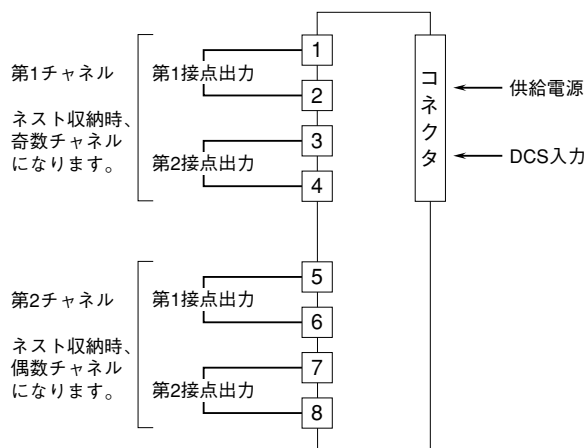 第1チャネル
ネスト収納時、
奇数チャネル
になります。
第1接点出力
第2接点出力
1
2
3
4
コネクタ
供給電源
DCS入力
第2チャネル
ネスト収納時、
偶数チャネル
になります。
第1接点出力
第2接点出力
5
6
7
8